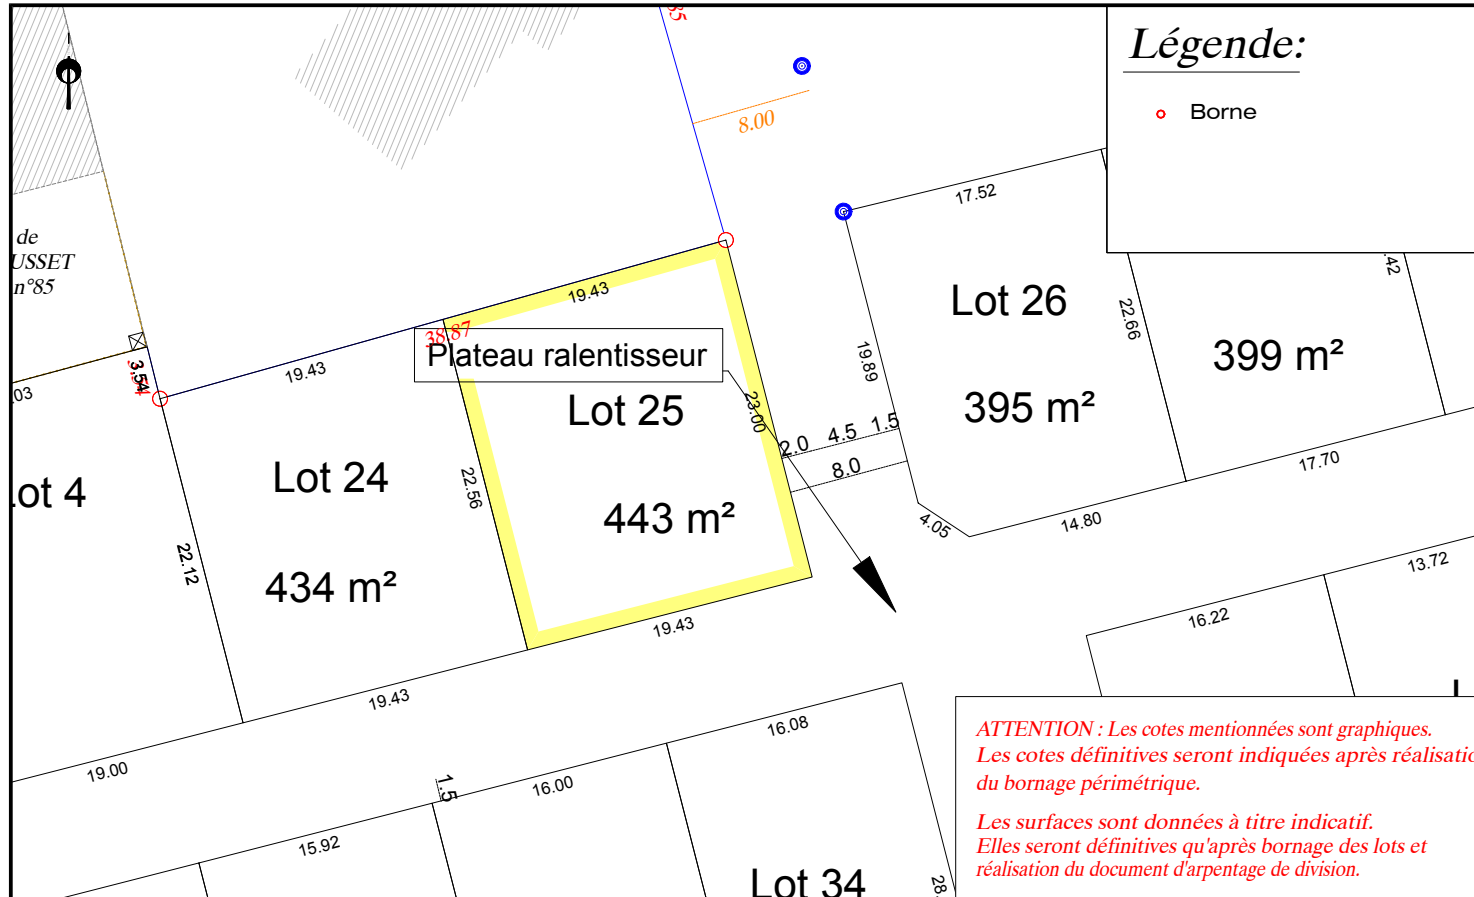 Légende:
Borne
8.00
17.52
de
n°85
19.43
38.87
Plateau ralentisseur
19.43
3.54
Lot 26
19.89
22.66
399 m²
395 m²
Lot 25
23.00
2.0 4.5 1.5
8.0
443 m²
Lot 24
22.56
434 m²
22.12
4.05
14.80
17.70
13.72
16.22
19.43
19.43
19.00
1.5
15.92
16.00
16.08
Lot 34
ATTENTION : Les cotes mentionnées sont graphiques.
Les cotes définitives seront indiquées après
du bornage périmétrique.
Les surfaces sont données à titre indicatif.
Elles seront définitives qu'après bornage des lots et
réalisation du document d'arpentage de division.